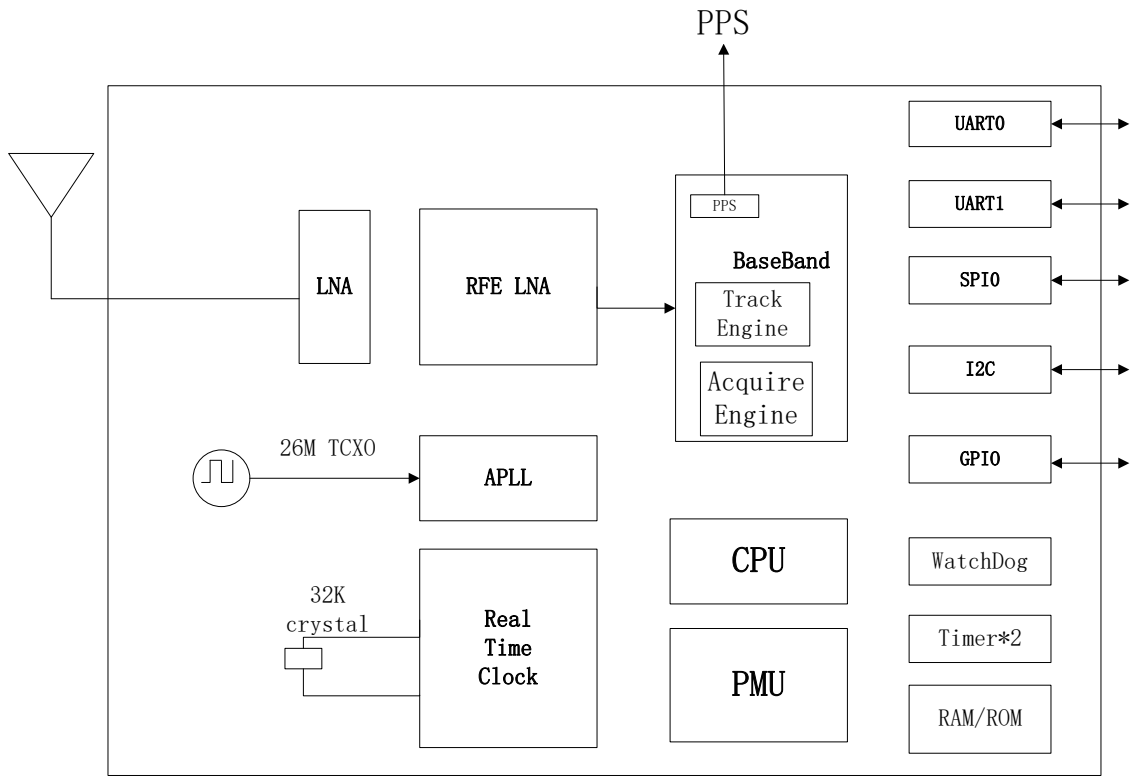 PPS
UART0
UART1
SPI0
I2C
GPIO
PPS
BaseBand
Track
Engine
Acquire
Engine
LNA
RFE LNA
26M TCXO
APLL
32K
crystal
Real
Time
Clock
CPU
PMU
WatchDog
Timer*2
RAM/ROM